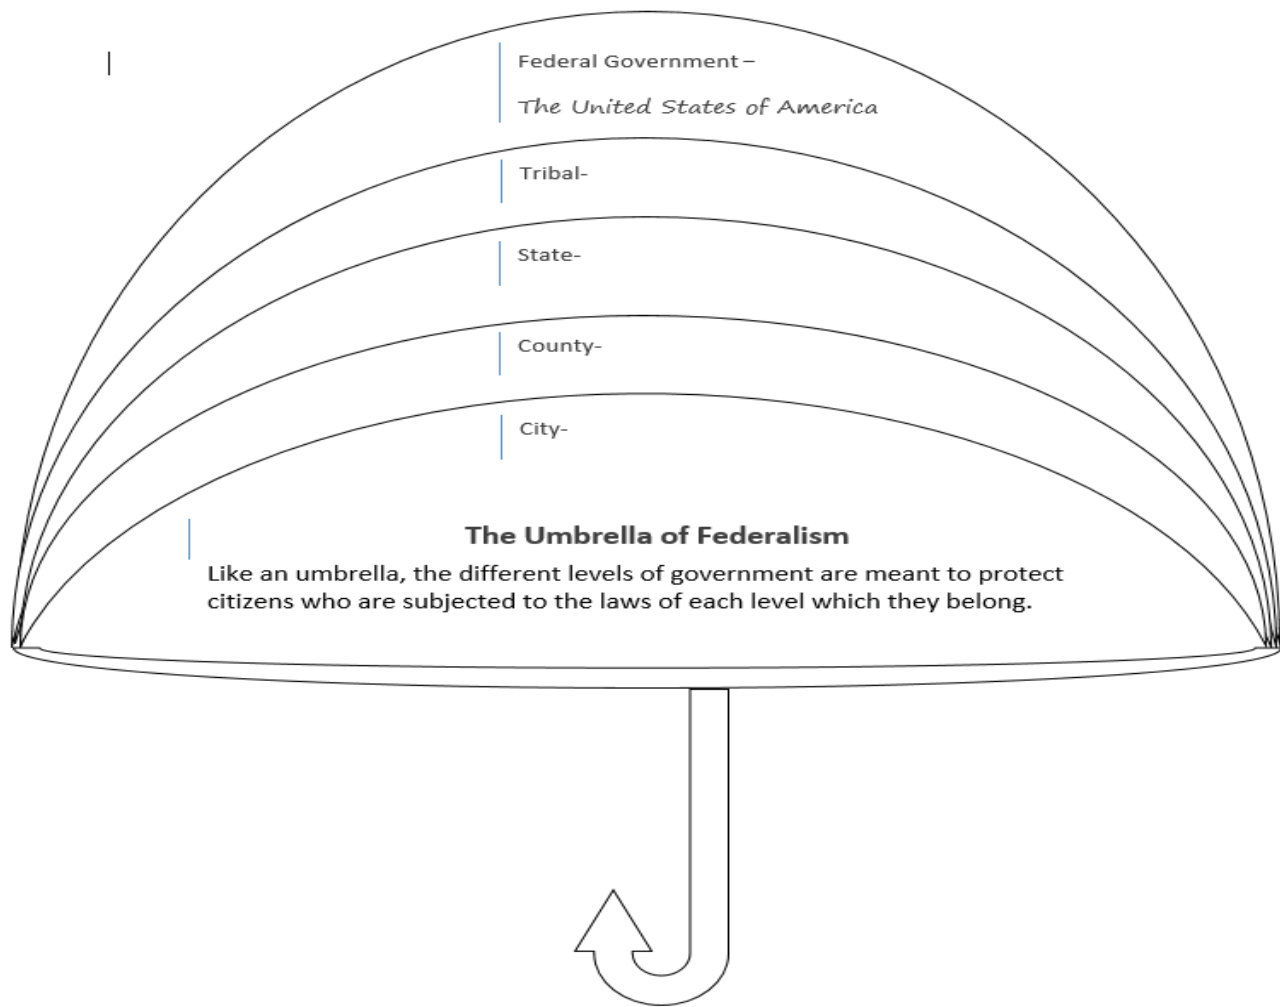 Federal Government –
The United States of America
Tribal-
State-
County-
City-
The Umbrella of Federalism
Like an umbrella, the different levels of government are meant to protect
citizens who are subjected to the laws of each level which they belong.